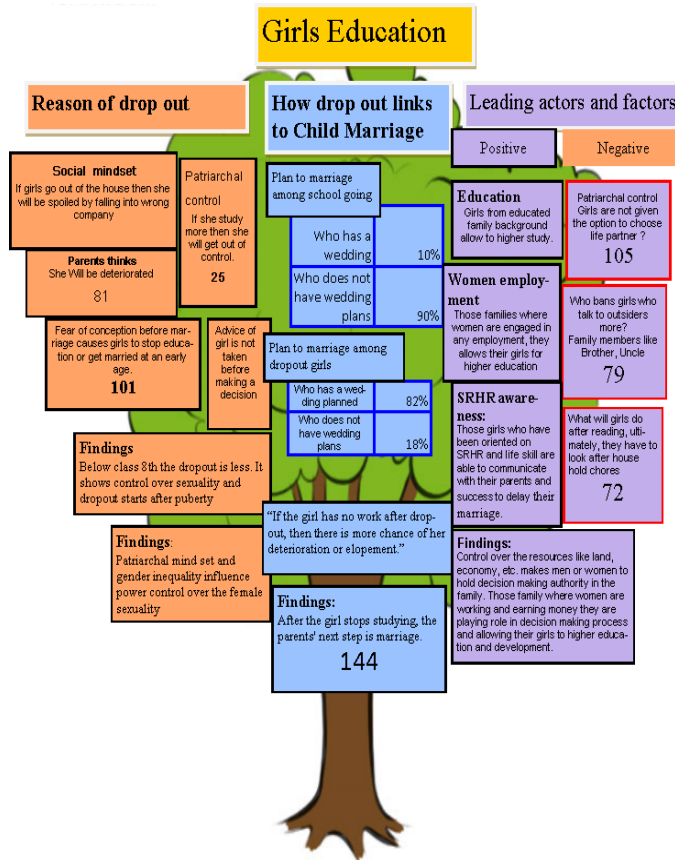 Girls Education
Reason of drop out
Social mindset
If girls go out of the house then she
will be spoiled by falling into wrong
company
Patriarchal
control
If she study
more then she
will get out of
control.
25
Parents thinks
She Will be deteriorated
81
Fear of conception before mar-
riage causes girls to stop educa-
tion or get married at an early
age.
101
Advice of
girl is not
taken
before
making a
decision
Findings
Below class 8th the dropout is less. It
shows control over sexuality and
dropout starts after puberty
Findings:
Patriarchal mind set and
gender inequality influence
power control over the female
sexuality
How drop out links
to Child Marriage
Plan to marriage
among school going
Who has a
wedding
10%
Who does not
have wedding
plans
90%
Plan to marriage among
dropout girls
Who has a wed-
ding planned
82%
Who does not
have wedding
plans
18%
“If the girl has no work after drop-
out, then there is more chance of her
deterioration or elopement.”
Findings:
After the girl stops studying, the
parents' next step is marriage.
144
Leading actors and factors
Positive
Negative
Education
Girls from educated
family background
allow to higher study.
Patriarchal control
Girls are not given
the option to choose
life partner ?
105
Women employ-
ment
Those families where
women are engaged in
any employment, they
allows their girls for
higher education
Who bans girls who
talk to outsiders
more?
Family members like
Brother, Uncle
79
SRHR aware-
ness:
Those girls who have
been oriented on
SRHR and life skill are
able to communicate
with their parents and
success to delay their
marriage.
What will girls do
after reading, ulti-
mately, they have to
look after house
hold chores
72
Findings:
Control over the resources like land,
economy, etc. makes men or women to
hold decision making authority in the
family. Those family where women are
working and earning money they are
playing role in decision making process
and allowing their girls to higher educa-
tion and development.